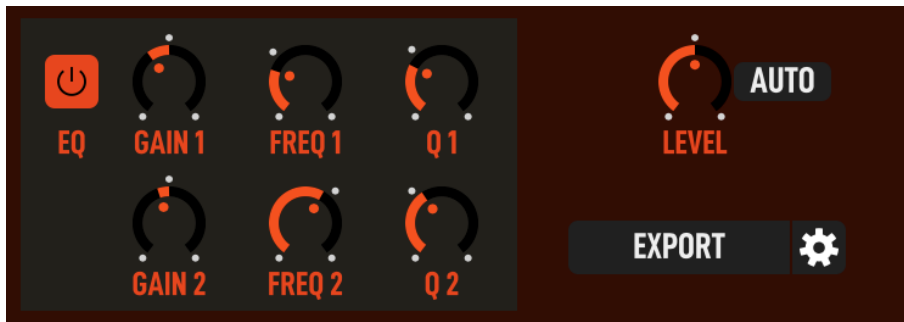 EQ
GAIN 1
FREQ 1
Q 1
LEVEL
AUTO
GAIN 2
FREQ 2
Q 2
EXPORT